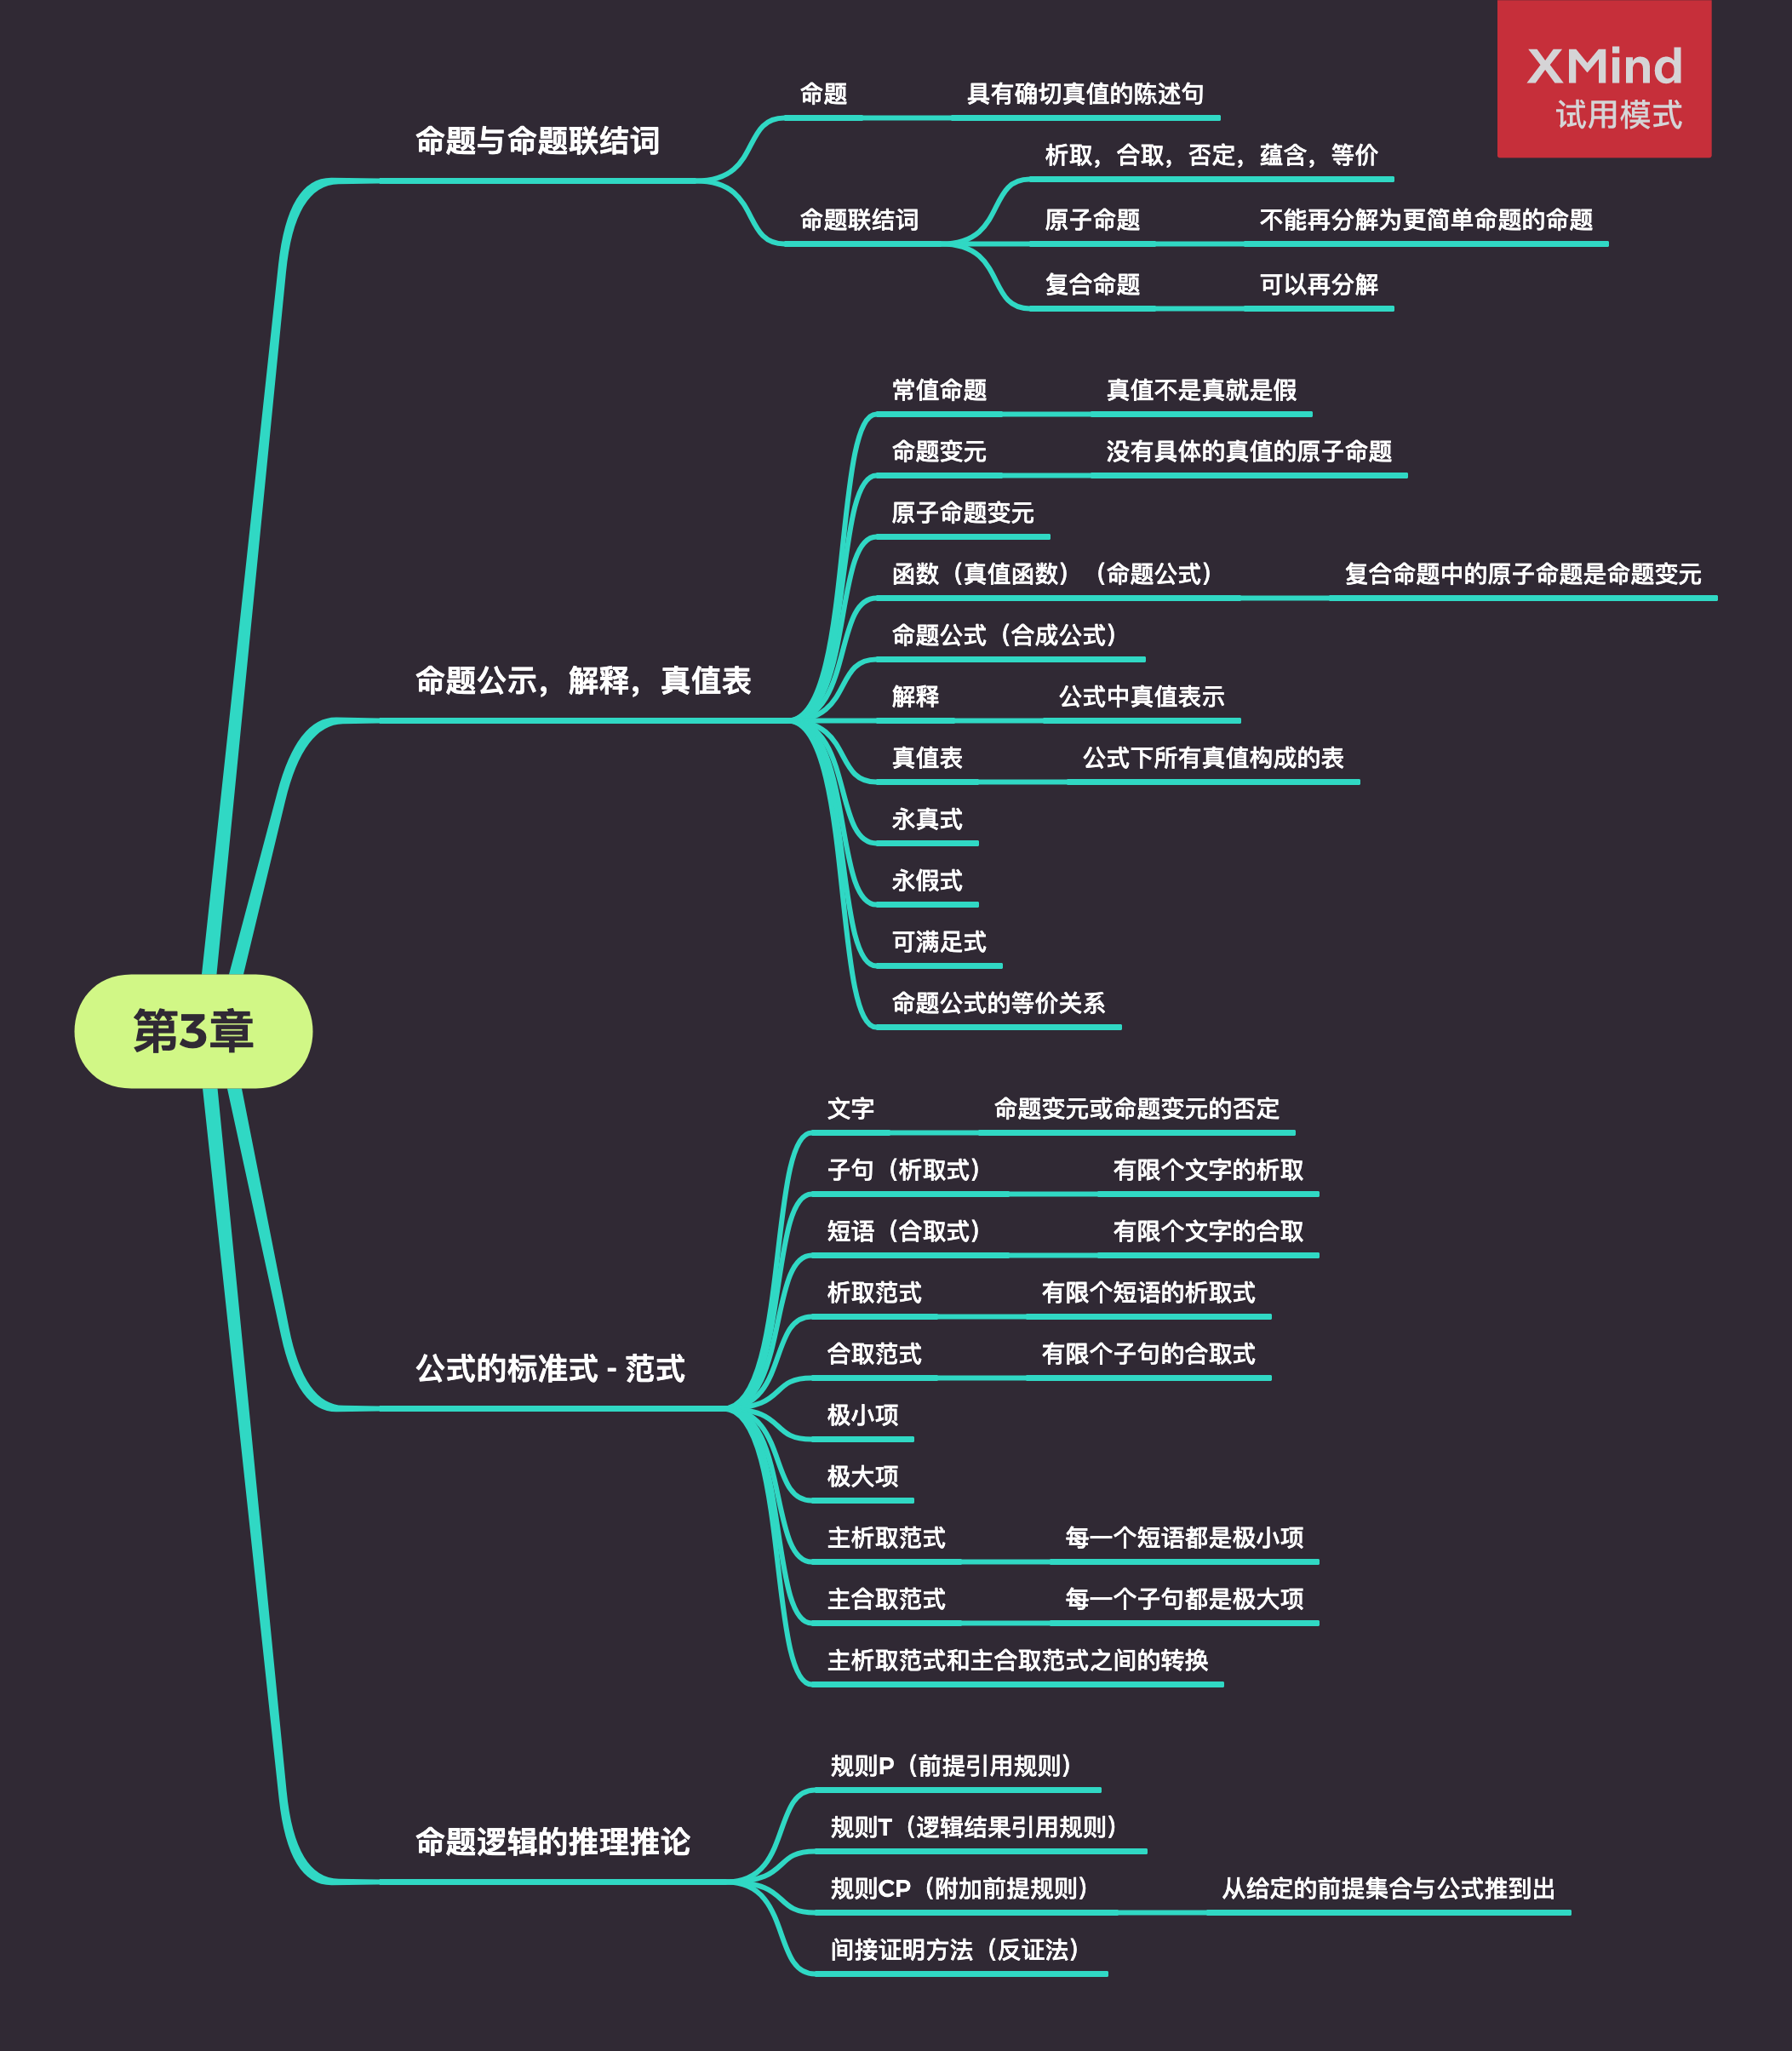 XMind
试用模式
第3章
命题与命题联结词
命题
具有确切真值的陈述句
命题联结词
析取，合取，否定，蕴含，等价
原子命题
不能再分解为更简单命题的命题
复合命题
可以再分解
命题公示，解释，真值表
常值命题
真值不是真就是假
命题变元
没有具体的真值的原子命题
原子命题变元
函数（真值函数）（命题公式）
复合命题中的原子命题是命题变元
命题公式（合成公式）
解释
公式中真值表示
真值表
公式下所有真值构成的表
永真式
永假式
可满足式
命题公式的等价关系
公式的标准式 - 范式
文字
命题变元或命题变元的否定
子句（析取式）
有限个文字的析取
短语（合取式）
有限个文字的合取
析取范式
有限个短语的析取式
合取范式
有限个子句的合取式
极小项
极大项
主析取范式
每一个短语都是极小项
主合取范式
每一个子句都是极大项
主析取范式和主合取范式之间的转换
命题逻辑的推理推论
规则P（前提引用规则）
规则T（逻辑结果引用规则）
规则CP（附加前提规则）
从给定的前提集合与公式推到出
间接证明方法（反证法）